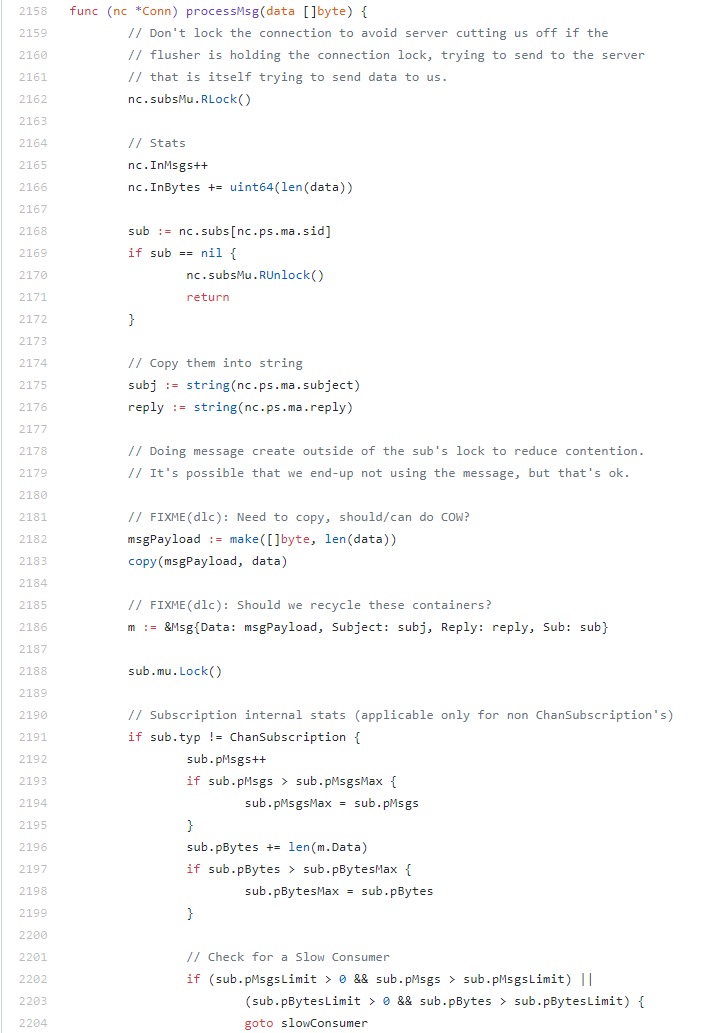 2158 func (nc *Conn) processMsg(data []byte) {
2159 // Don't lock the connection to avoid server cutting us off if the
2160 // flusher is holding the connection lock, trying to send to the server
2161 // that is itself trying to send data to us.
2162 nc.subsMu.RLock()
2163
2164 // Stats
2165 nc.InMsgs++
2166 nc.InBytes += uint64(len(data))
2167
2168 sub := nc.subs[nc.ps.ma.sid]
2169 if sub == nil {
2170 nc.subsMu.RUnlock()
2171 return
2172 }
2173
2174 // Copy them into string
2175 subj := string(nc.ps.ma.subject)
2176 reply := string(nc.ps.ma.reply)
2177
2178 // Doing message create outside of the sub's lock to reduce contention.
2179 // It's possible that we end-up not using the message, but that's ok.
2180
2181 // FIXME(dlc): Need to copy, should/can do COW?
2182 msgPayload := make([]byte, len(data))
2183 copy(msgPayload, data)
2184
2185 // FIXME(dlc): Should we recycle these containers?
2186 m := &Msg{Data: msgPayload, Subject: subj, Reply: reply, Sub: sub}
2187
2188 sub.mu.Lock()
2189
2190 // Subscription internal stats (applicable only for non ChanSubscription's)
2191 if sub.typ != ChanSubscription {
2192 sub.pMsgs++
2193 if sub.pMsgs > sub.pMsgsMax {
2194 sub.pMsgsMax = sub.pMsgs
2195 }
2196 sub.pBytes += len(m.Data)
2197 if sub.pBytes > sub.pBytesMax {
2198 sub.pBytesMax = sub.pBytes
2199 }
2200
2201 // Check for a Slow Consumer
2202 if (sub.pMsgsLimit > 0 && sub.pMsgs > sub.pMsgsLimit) ||
2203 (sub.pBytesLimit > 0 && sub.pBytes > sub.pBytesLimit) {
2204 goto slowConsumer